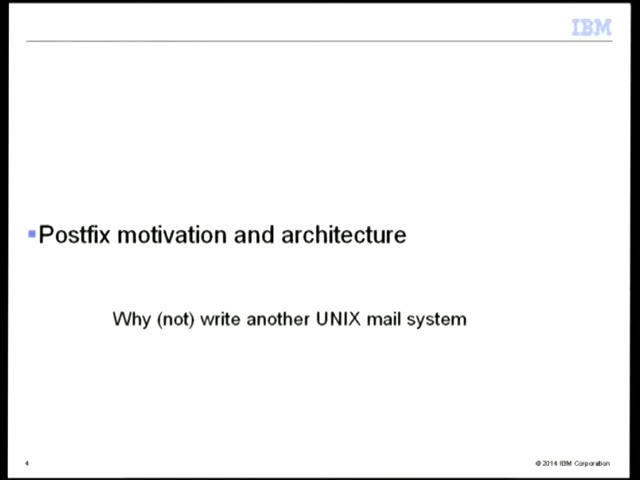 IBM
Postfix motivation and architecture
Why (not) write another UNIX mail system
4
© 2014 IBM Corporation